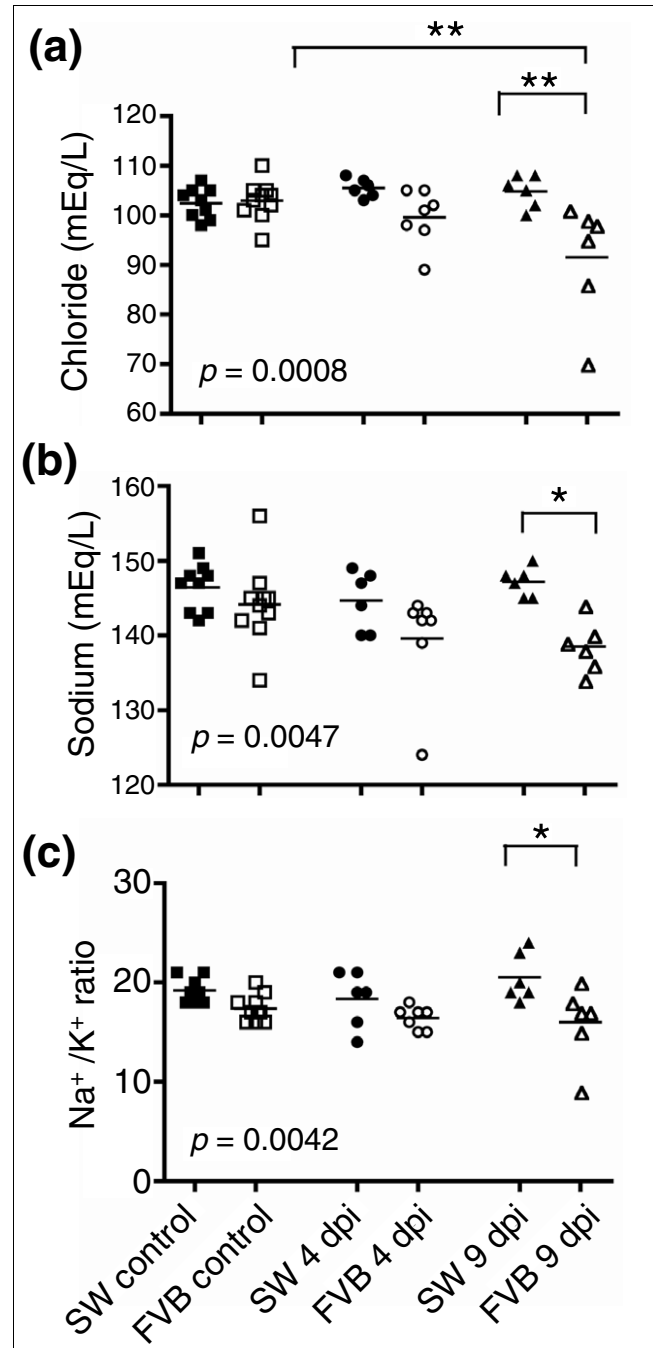 (a)
**
**
Chloride (mEq/L)
120
110
100
90
80
70
60
p = 0.0008
(b)
*
Sodium (mEq/L)
160
150
140
130
120
p = 0.0047
(c)
*
Na⁺ /K⁺ ratio
30
20
10
0
p = 0.0042
SW control
FVB control
SW 4 dpi
FVB 4 dpi
SW 9 dpi
FVB 9 dpi